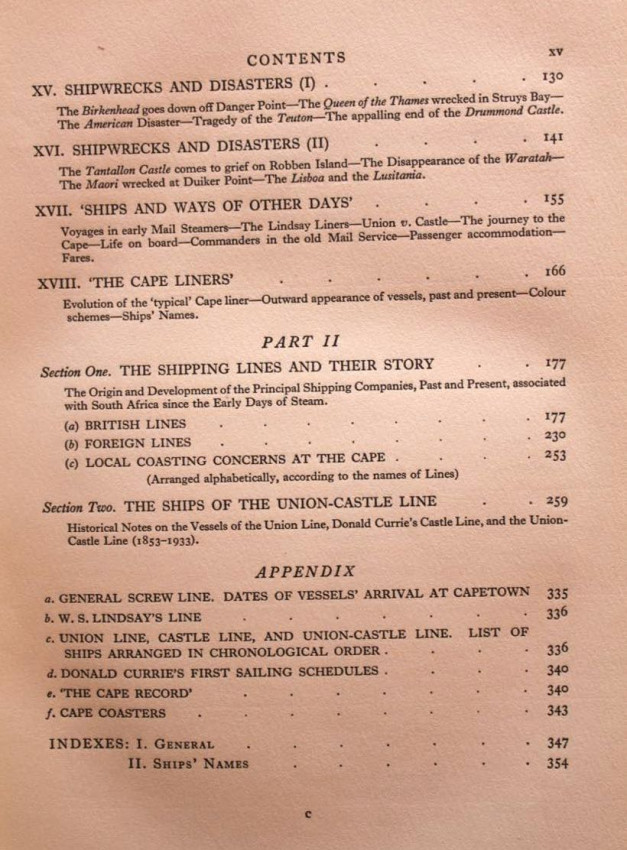 CONTENTS xv
XV. SHIPWRECKS AND DISASTERS (I) . . . . . 130
The Birkenhead goes down off Danger Point—The Queen of the Thames wrecked in Struys Bay—
The American Disaster—Tragedy of the Teuton—The appalling end of the Drummond Castle.
XVI. SHIPWRECKS AND DISASTERS (II) . . . . 141
The Tantallon Castle comes to grief on Robben Island—The Disappearance of the Waratah—
The Maori wrecked at Duiker Point—The Lisboa and the Lusitania.
XVII. 'SHIPS AND WAYS OF OTHER DAYS' . . . . 155
Voyages in early Mail Steamers—The Lindsay Liners—Union v. Castle—The journey to the
Cape—Life on board—Commanders in the old Mail Service—Passenger accommodation—
Fares.
XVIII. 'THE CAPE LINERS' . . . . . . 166
Evolution of the 'typical' Cape liner—Outward appearance of vessels, past and present—Colour
schemes—Ships' Names.
PART II
Section One. THE SHIPPING LINES AND THEIR STORY . . 177
The Origin and Development of the Principal Shipping Companies, Past and Present, associated
with South Africa since the Early Days of Steam.
(a) BRITISH LINES . . . . . . . 177
(b) FOREIGN LINES . . . . . . . 230
(c) LOCAL COASTING CONCERNS AT THE CAPE . . . . 253
(Arranged alphabetically, according to the names of Lines)
Section Two. THE SHIPS OF THE UNION-CASTLE LINE . . 259
Historical Notes on the Vessels of the Union Line, Donald Currie's Castle Line, and the Union-
Castle Line (1853–1933).
APPENDIX
a. GENERAL SCREW LINE. DATES OF VESSELS' ARRIVAL AT CAPETOWN 335
b. W. S. LINDSAY'S LINE . . . . . . 336
c. UNION LINE, CASTLE LINE, AND UNION-CASTLE LINE. LIST OF
SHIPS ARRANGED IN CHRONOLOGICAL ORDER . . . . 336
d. DONALD CURRIE'S FIRST SAILING SCHEDULES . . . . 340
e. 'THE CAPE RECORD' . . . . . . 340
f. CAPE COASTERS . . . . . . . 343
INDEXES: I. GENERAL . . . . . . 347
II. SHIPS' NAMES . . . . . 354
c